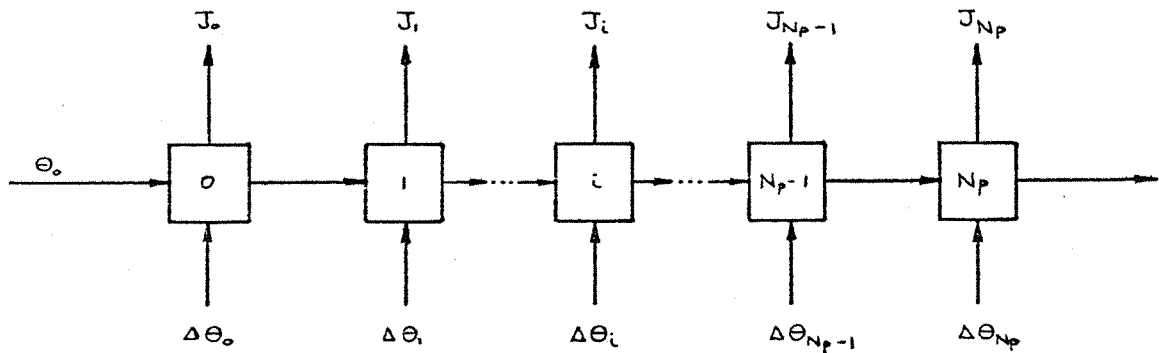 J₀ J₁ Jᵢ J_{Np-1} J_{Np}
Θ₀
0 1 ... i ... Np-1 Np
ΔΘ₀ ΔΘ₁ ΔΘᵢ ΔΘ_{Np-1} ΔΘ_{Np}